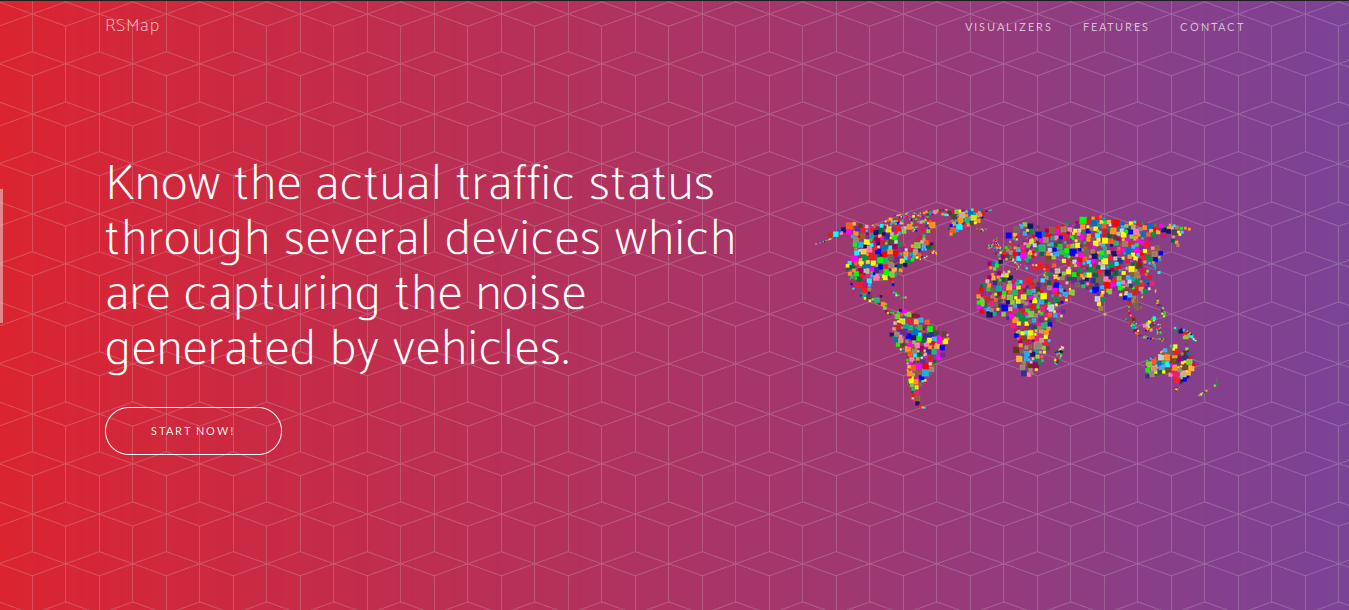 RSMap
VISUALIZERS FEATURES CONTACT
Know the actual traffic status
through several devices which
are capturing the noise
generated by vehicles.
START NOW!